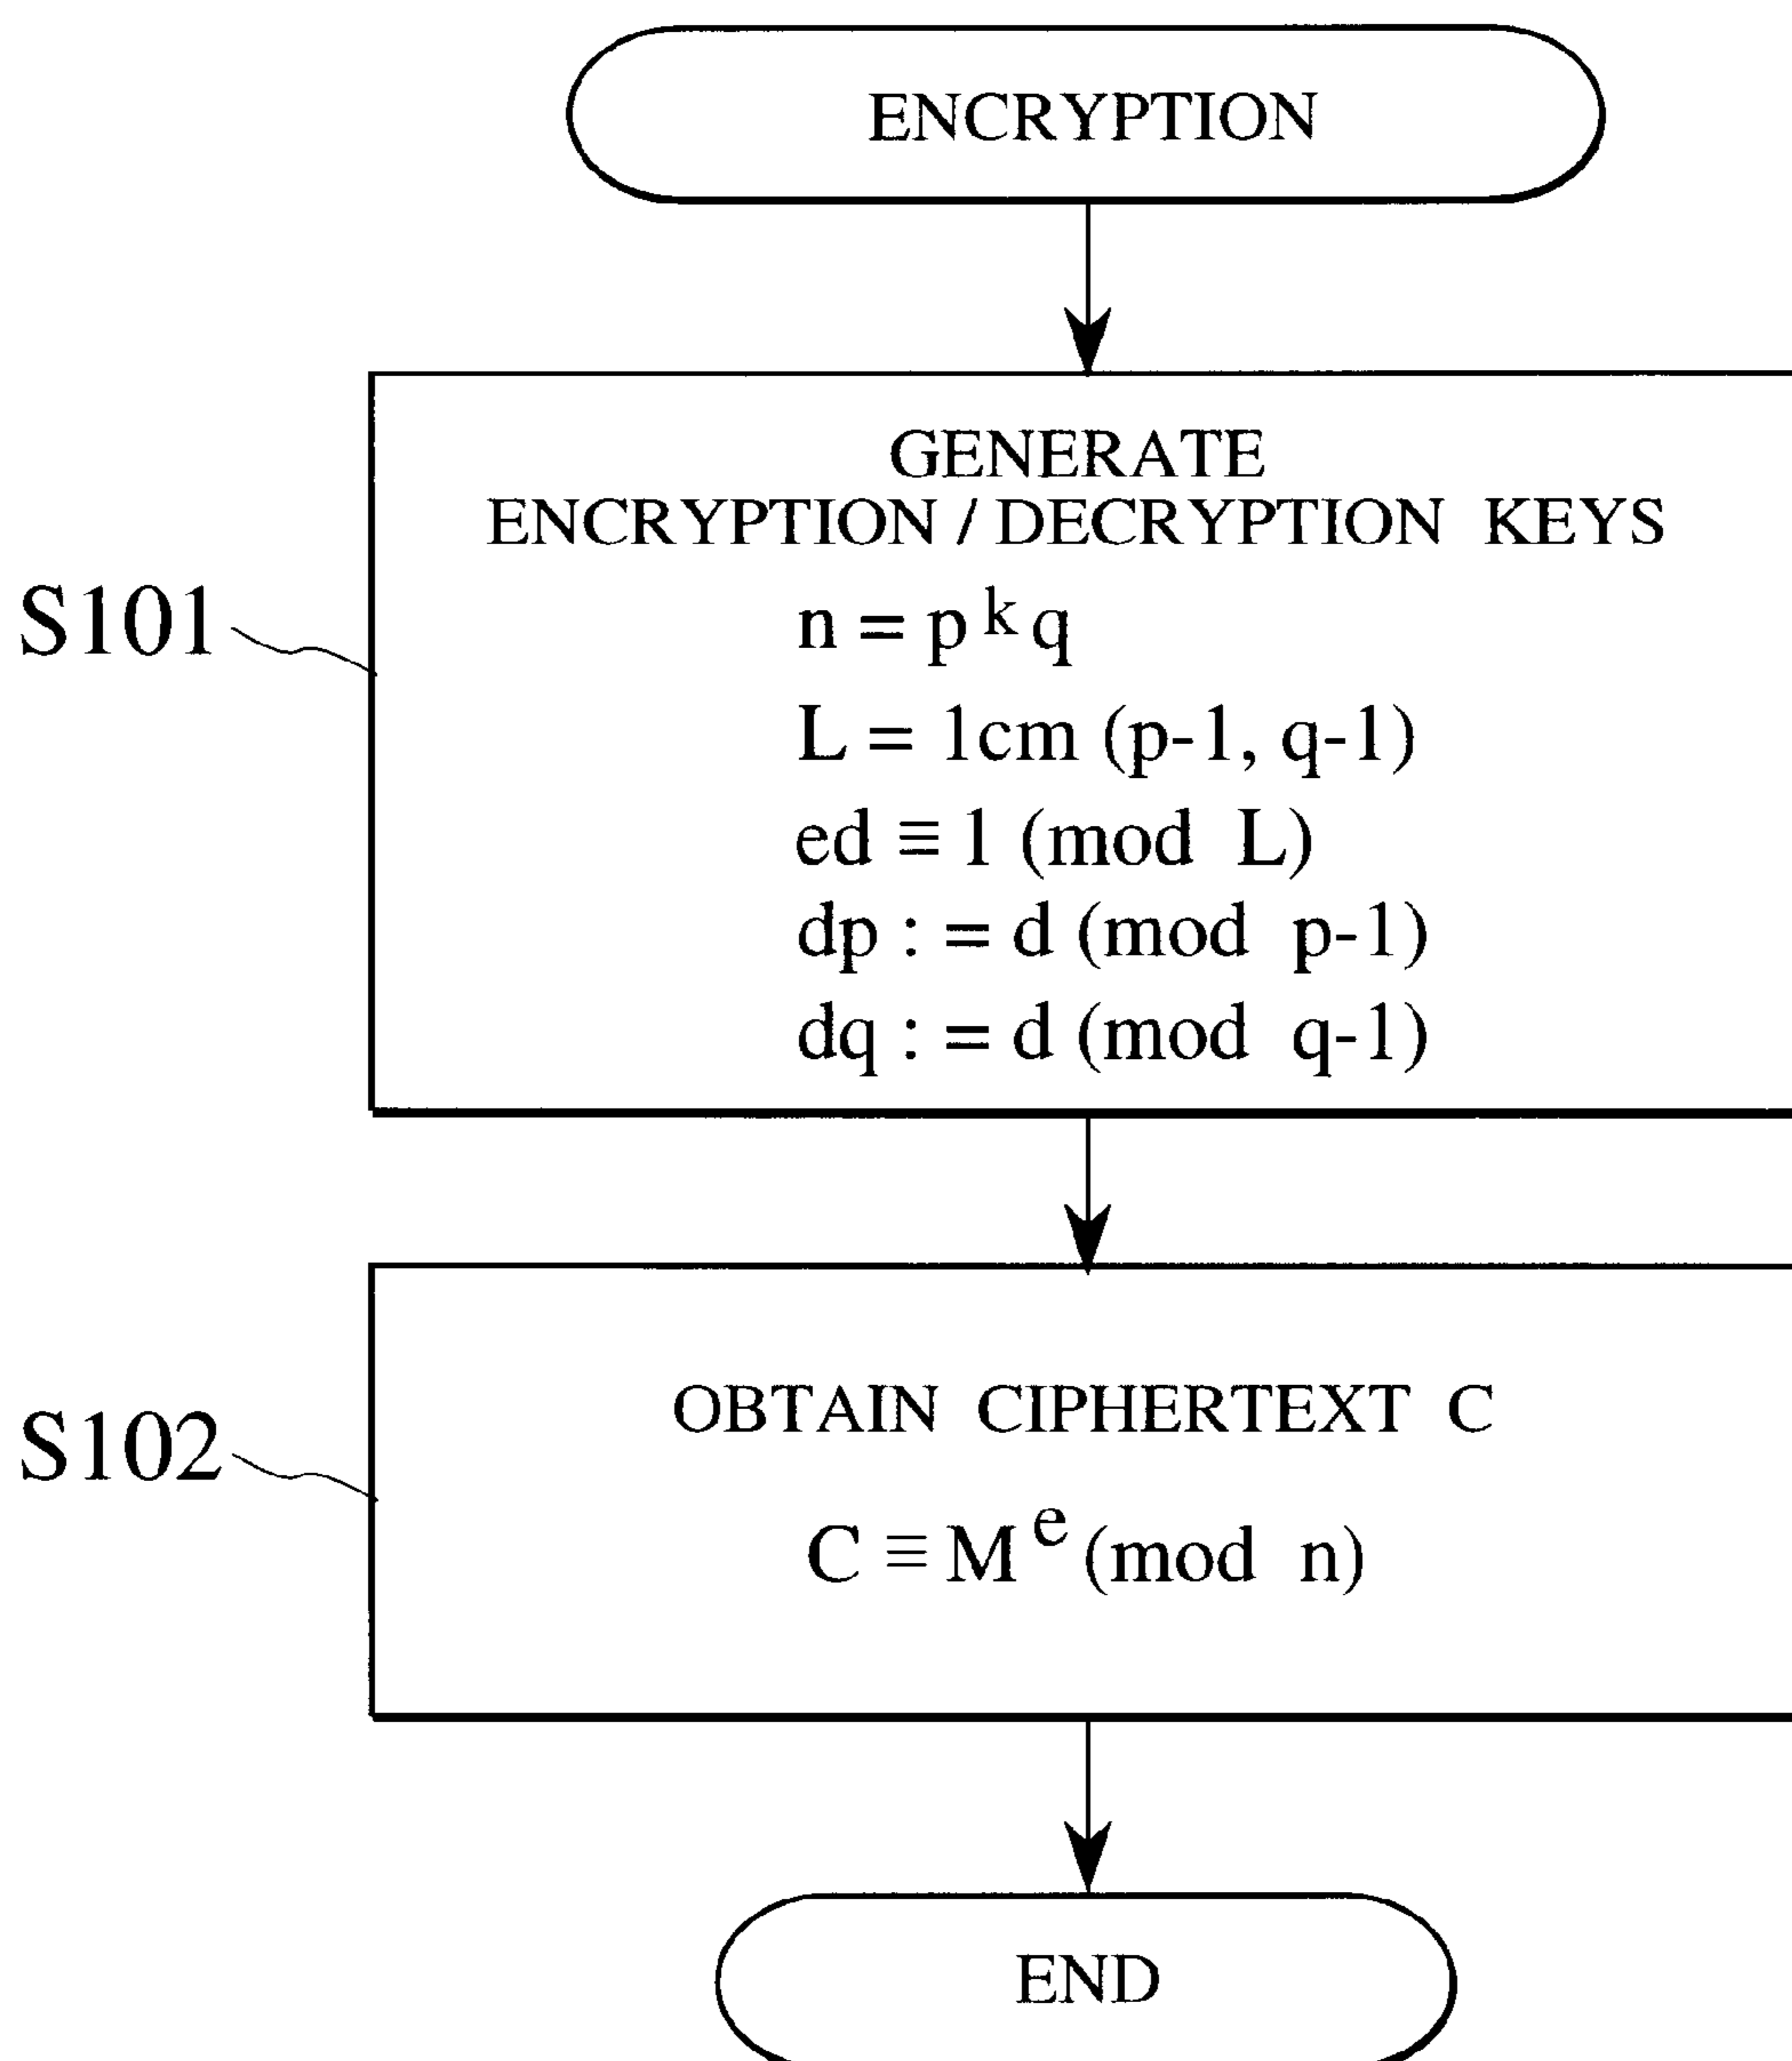 ENCRYPTION
GENERATE
ENCRYPTION / DECRYPTION KEYS
S101
n = p^k q
L = lcm (p-1, q-1)
ed ≡ 1 (mod L)
dp : = d (mod p-1)
dq : = d (mod q-1)
OBTAIN CIPHERTEXT C
S102
C ≡ M^e (mod n)
END